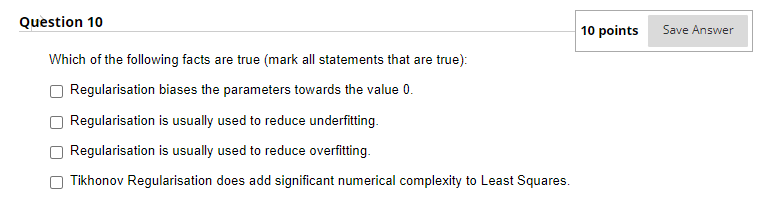 Question 10
10 points
Save Answer
Which of the following facts are true (mark all statements that are true):
Regularisation biases the parameters towards the value 0.
Regularisation is usually used to reduce underfitting.
Regularisation is usually used to reduce overfitting.
Tikhonov Regularisation does add significant numerical complexity to Least Squares.